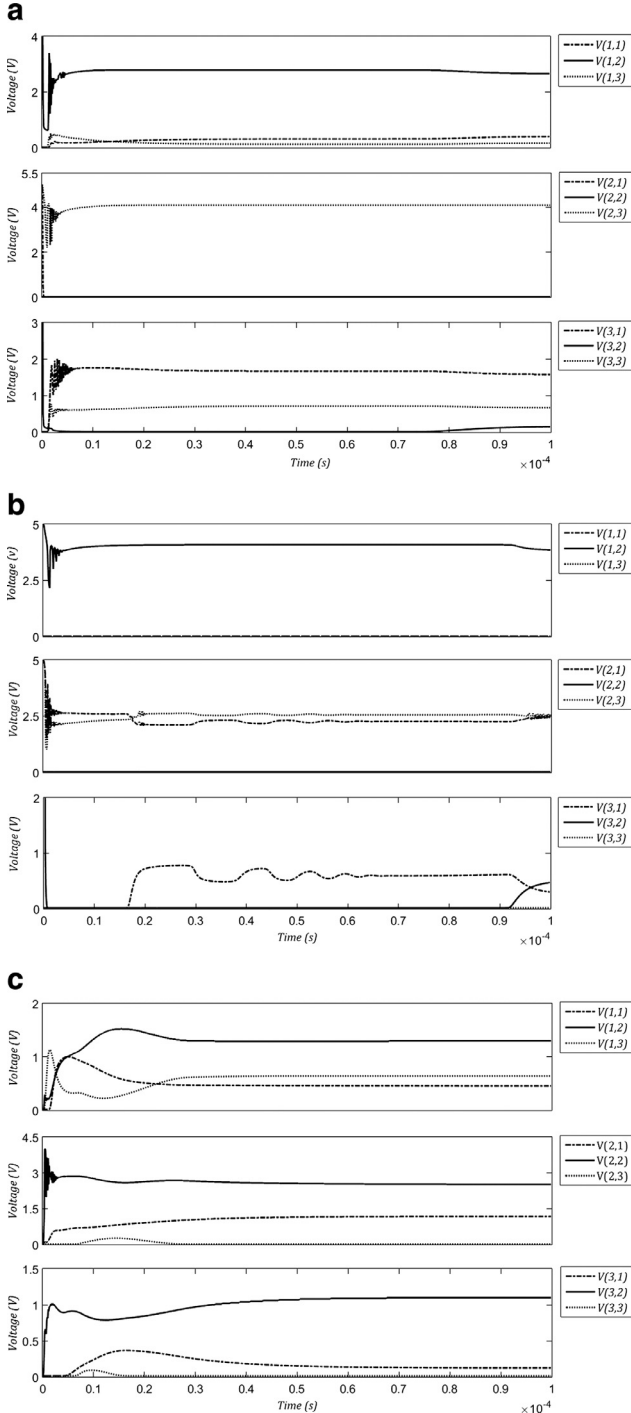 a
4
2
0
Voltage (V)
V(1,1)
V(1,2)
V(1,3)
5.5
4
2
0
Voltage (V)
V(2,1)
V(2,2)
V(2,3)
3
2
1
0
Voltage (V)
V(3,1)
V(3,2)
V(3,3)
0 0.1 0.2 0.3 0.4 0.5 0.6 0.7 0.8 0.9 1
Time (s)
×10-4
b
5
2.5
0
Voltage (v)
V(1,1)
V(1,2)
V(1,3)
5
2.5
0
Voltage (V)
V(2,1)
V(2,2)
V(2,3)
2
1
0
Voltage (V)
V(3,1)
V(3,2)
V(3,3)
0 0.1 0.2 0.3 0.4 0.5 0.6 0.7 0.8 0.9 1
Time (s)
×10-4
c
2
1
0
Voltage (V)
V(1,1)
V(1,2)
V(1,3)
4.5
3
1.5
0
Voltage (V)
V(2,1)
V(2,2)
V(2,3)
1.5
1
0.5
0
Voltage (V)
V(3,1)
V(3,2)
V(3,3)
0 0.1 0.2 0.3 0.4 0.5 0.6 0.7 0.8 0.9 1
Time (s)
×10-4